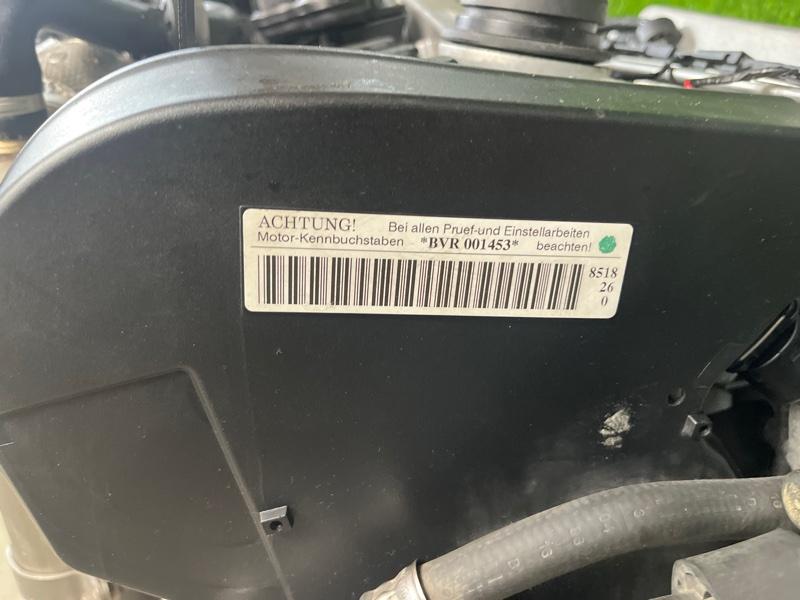 ACHTUNG! Bei allen Pruef-und Einstellarbeiten
Motor-Kennbuchstaben *BVR 001453* beachten!
8518
26
0